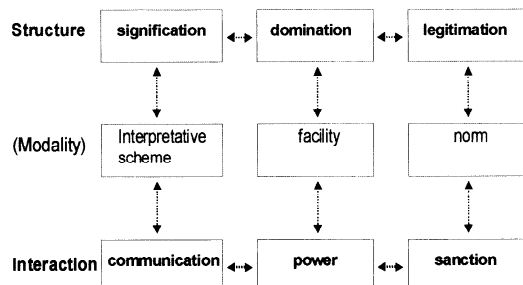 Structure signification domination legitimation
(Modality) Interpretative scheme facility norm
Interaction communication power sanction